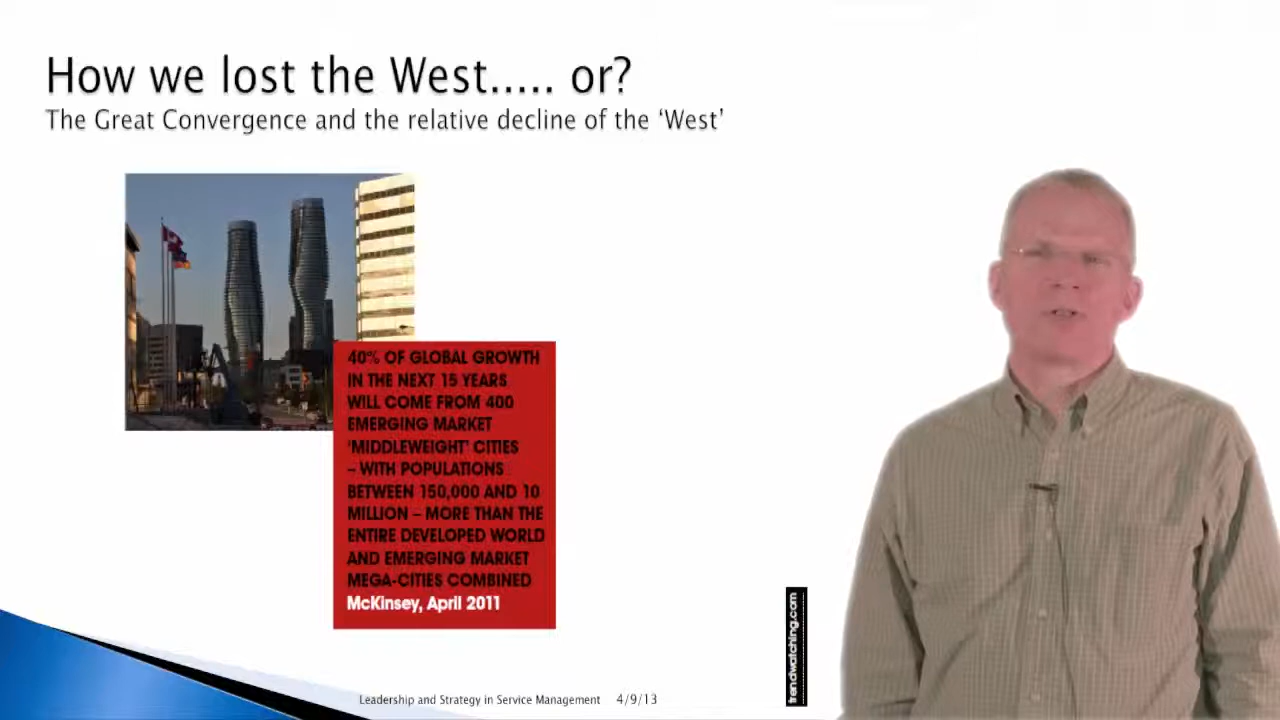 How we lost the West..... or?
The Great Convergence and the relative decline of the ‘West’
40% OF GLOBAL GROWTH
IN THE NEXT 15 YEARS
WILL COME FROM 400
EMERGING MARKET
‘MIDDLEWEIGHT’ CITIES
– WITH POPULATIONS
BETWEEN 150,000 AND 10
MILLION – MORE THAN THE
ENTIRE DEVELOPED WORLD
AND EMERGING MARKET
MEGA-CITIES COMBINED
McKinsey, April 2011
trendwatching.com
Leadership and Strategy in Service Management 4/9/13